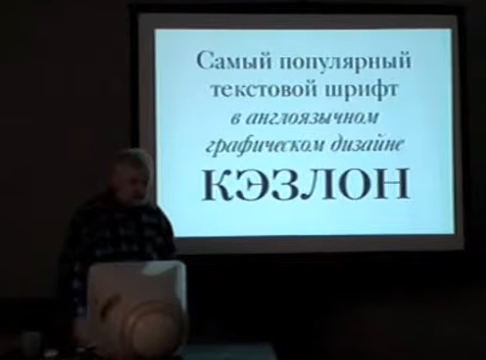 Самый популярный
текстовой шрифт
в англоязычном
графическом дизайне
КЭЗЛОН